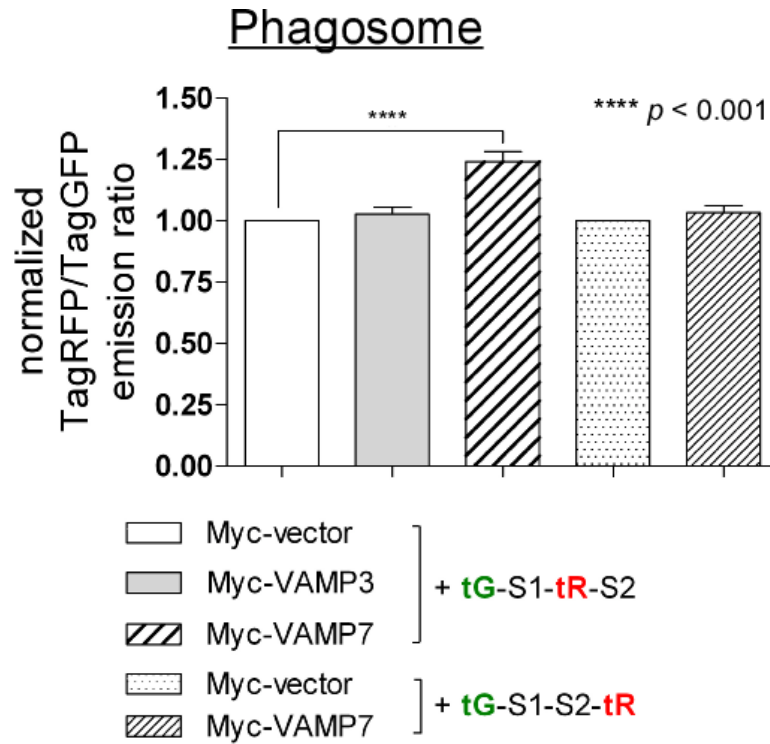 Phagosome
normalized
TagRFP/TagGFP
emission ratio
1.50
1.25
1.00
0.75
0.50
0.25
0.00
****
**** p < 0.001
Myc-vector
Myc-VAMP3
Myc-VAMP7
+ tG-S1-tR-S2
Myc-vector
Myc-VAMP7
+ tG-S1-S2-tR